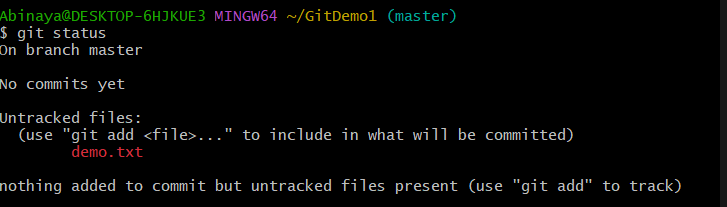 Abinaya@DESKTOP-6HJKUE3 MINGW64 ~/GitDemo1 (master)
$ git status
On branch master
No commits yet
Untracked files:
  (use "git add <file>..." to include in what will be committed)
        demo.txt
nothing added to commit but untracked files present (use "git add" to track)